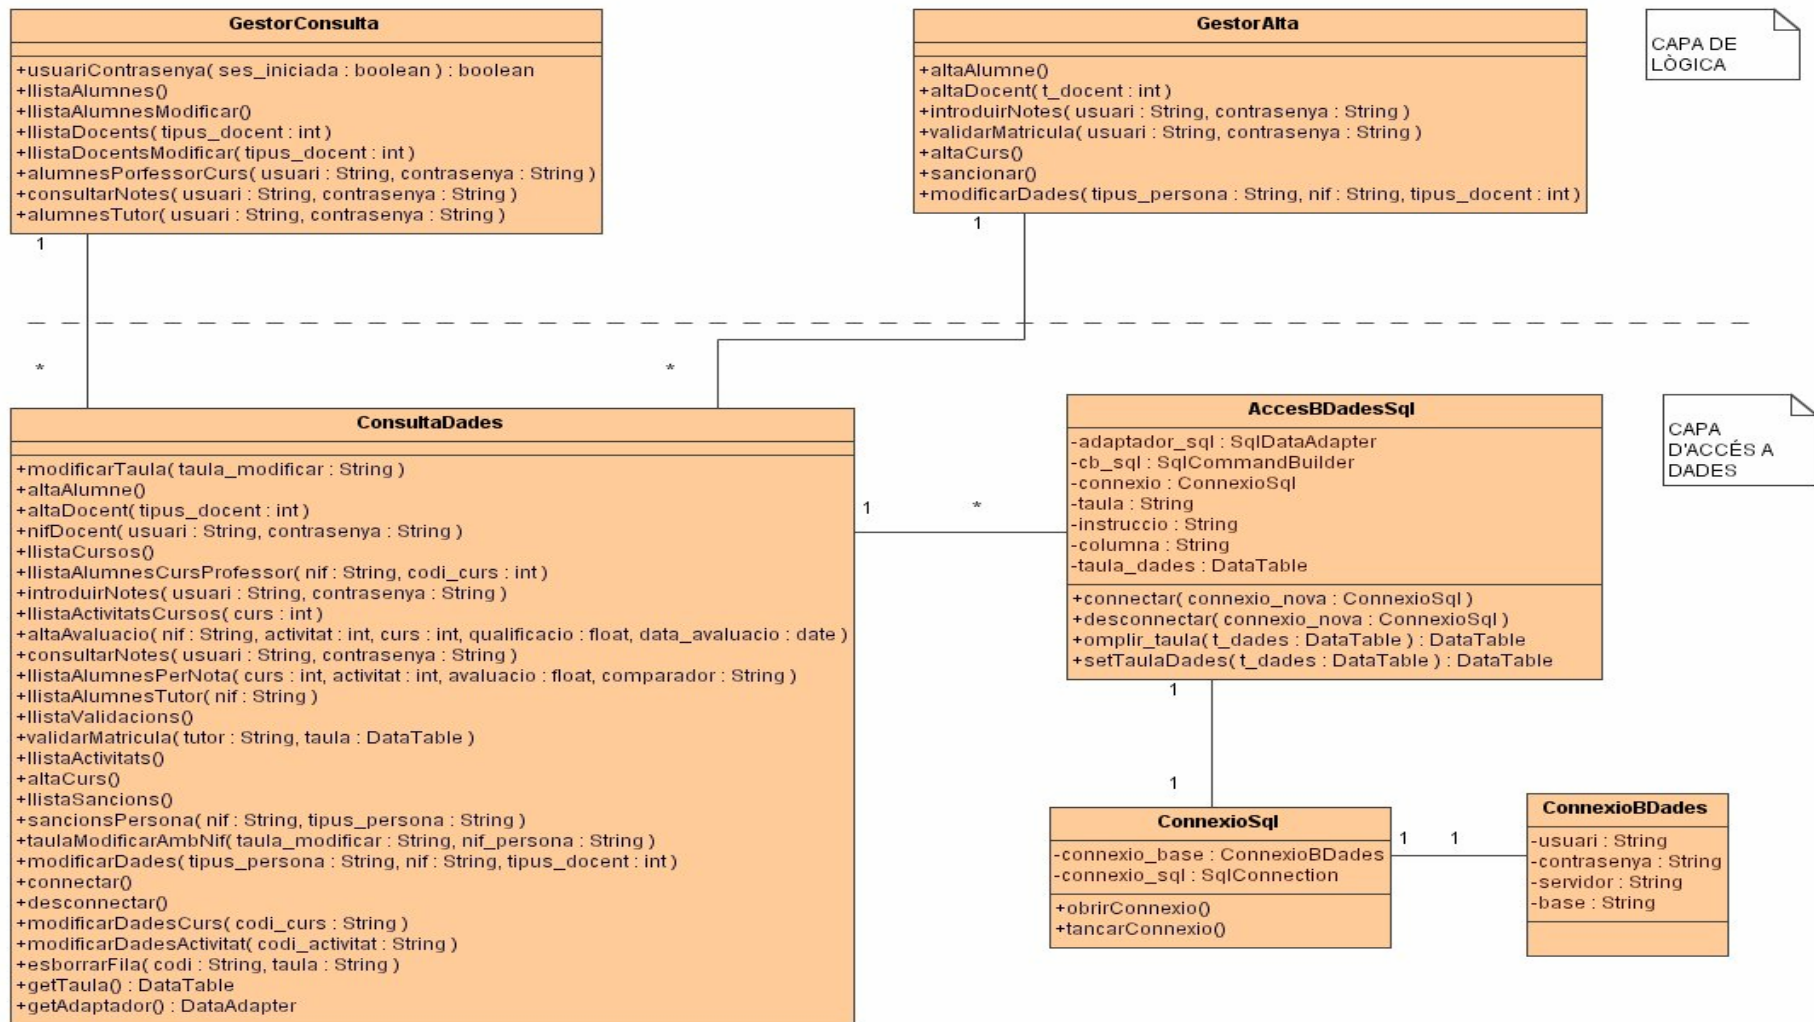 GestorConsulta
+usuariContrasenya( ses_iniciada : boolean ) : boolean
+llistaAlumnes()
+llistaAlumnesModificar()
+llistaDocents( tipus_docent : int )
+llistaDocentsModificar( tipus_docent : int )
+alumnesPorfessorCurs( usuari : String, contrasenya : String )
+consultarNotes( usuari : String, contrasenya : String )
+alumnesTutor( usuari : String, contrasenya : String )
1
*
GestorAlta
+altaAlumne()
+altaDocent( t_docent : int )
+introduirNotes( usuari : String, contrasenya : String )
+validarMatricula( usuari : String, contrasenya : String )
+altaCurs()
+sancionar()
+modificarDades( tipus_persona : String, nif : String, tipus_docent : int )
1
*
CAPA DE
LÒGICA
ConsultaDades
+modificarTaula( taula_modificar : String )
+altaAlumne()
+altaDocent( tipus_docent : int )
+nifDocent( usuari : String, contrasenya : String )
+llistaCursos()
+llistaAlumnesCursProfessor( nif : String, codi_curs : int )
+introduirNotes( usuari : String, contrasenya : String )
+llistaActivitatsCursos( curs : int )
+altaAvaluacio( nif : String, activitat : int, curs : int, qualificacio : float, data_avaluacio : date )
+consultarNotes( usuari : String, contrasenya : String )
+llistaAlumnesPerNota( curs : int, activitat : int, avaluacio : float, comparador : String )
+llistaAlumnesTutor( nif : String )
+llistaValidacions()
+validarMatricula( tutor : String, taula : DataTable )
+llistaActivitats()
+altaCurs()
+llistaSancions()
+sancionsPersona( nif : String, tipus_persona : String )
+taulaModificarAmbNif( taula_modificar : String, nif_persona : String )
+modificarDades( tipus_persona : String, nif : String, tipus_docent : int )
+connectar()
+desconnectar()
+modificarDadesCurs( codi_curs : String )
+modificarDadesActivitat( codi_activitat : String )
+esborrarFila( codi : String, taula : String )
+getTaula() : DataTable
+getAdaptador() : DataAdapter
1
*
AccesBDadesSql
-adaptador_sql : SqlDataAdapter
-cb_sql : SqlCommandBuilder
-connexio : ConnexioSql
-taula : String
-instruccio : String
-columna : String
-taula_dades : DataTable
+connectar( connexio_nova : ConnexioSql )
+desconnectar( connexio_nova : ConnexioSql )
+omplir_taula( t_dades : DataTable ) : DataTable
+setTaulaDades( t_dades : DataTable ) : DataTable
CAPA
D'ACCÉS A
DADES
1
1
ConnexioSql
-connexio_base : ConnexioBDades
-connexio_sql : SqlConnection
+obrirConnexio()
+tancarConnexio()
1
1
ConnexioBDades
-usuari : String
-contrasenya : String
-servidor : String
-base : String